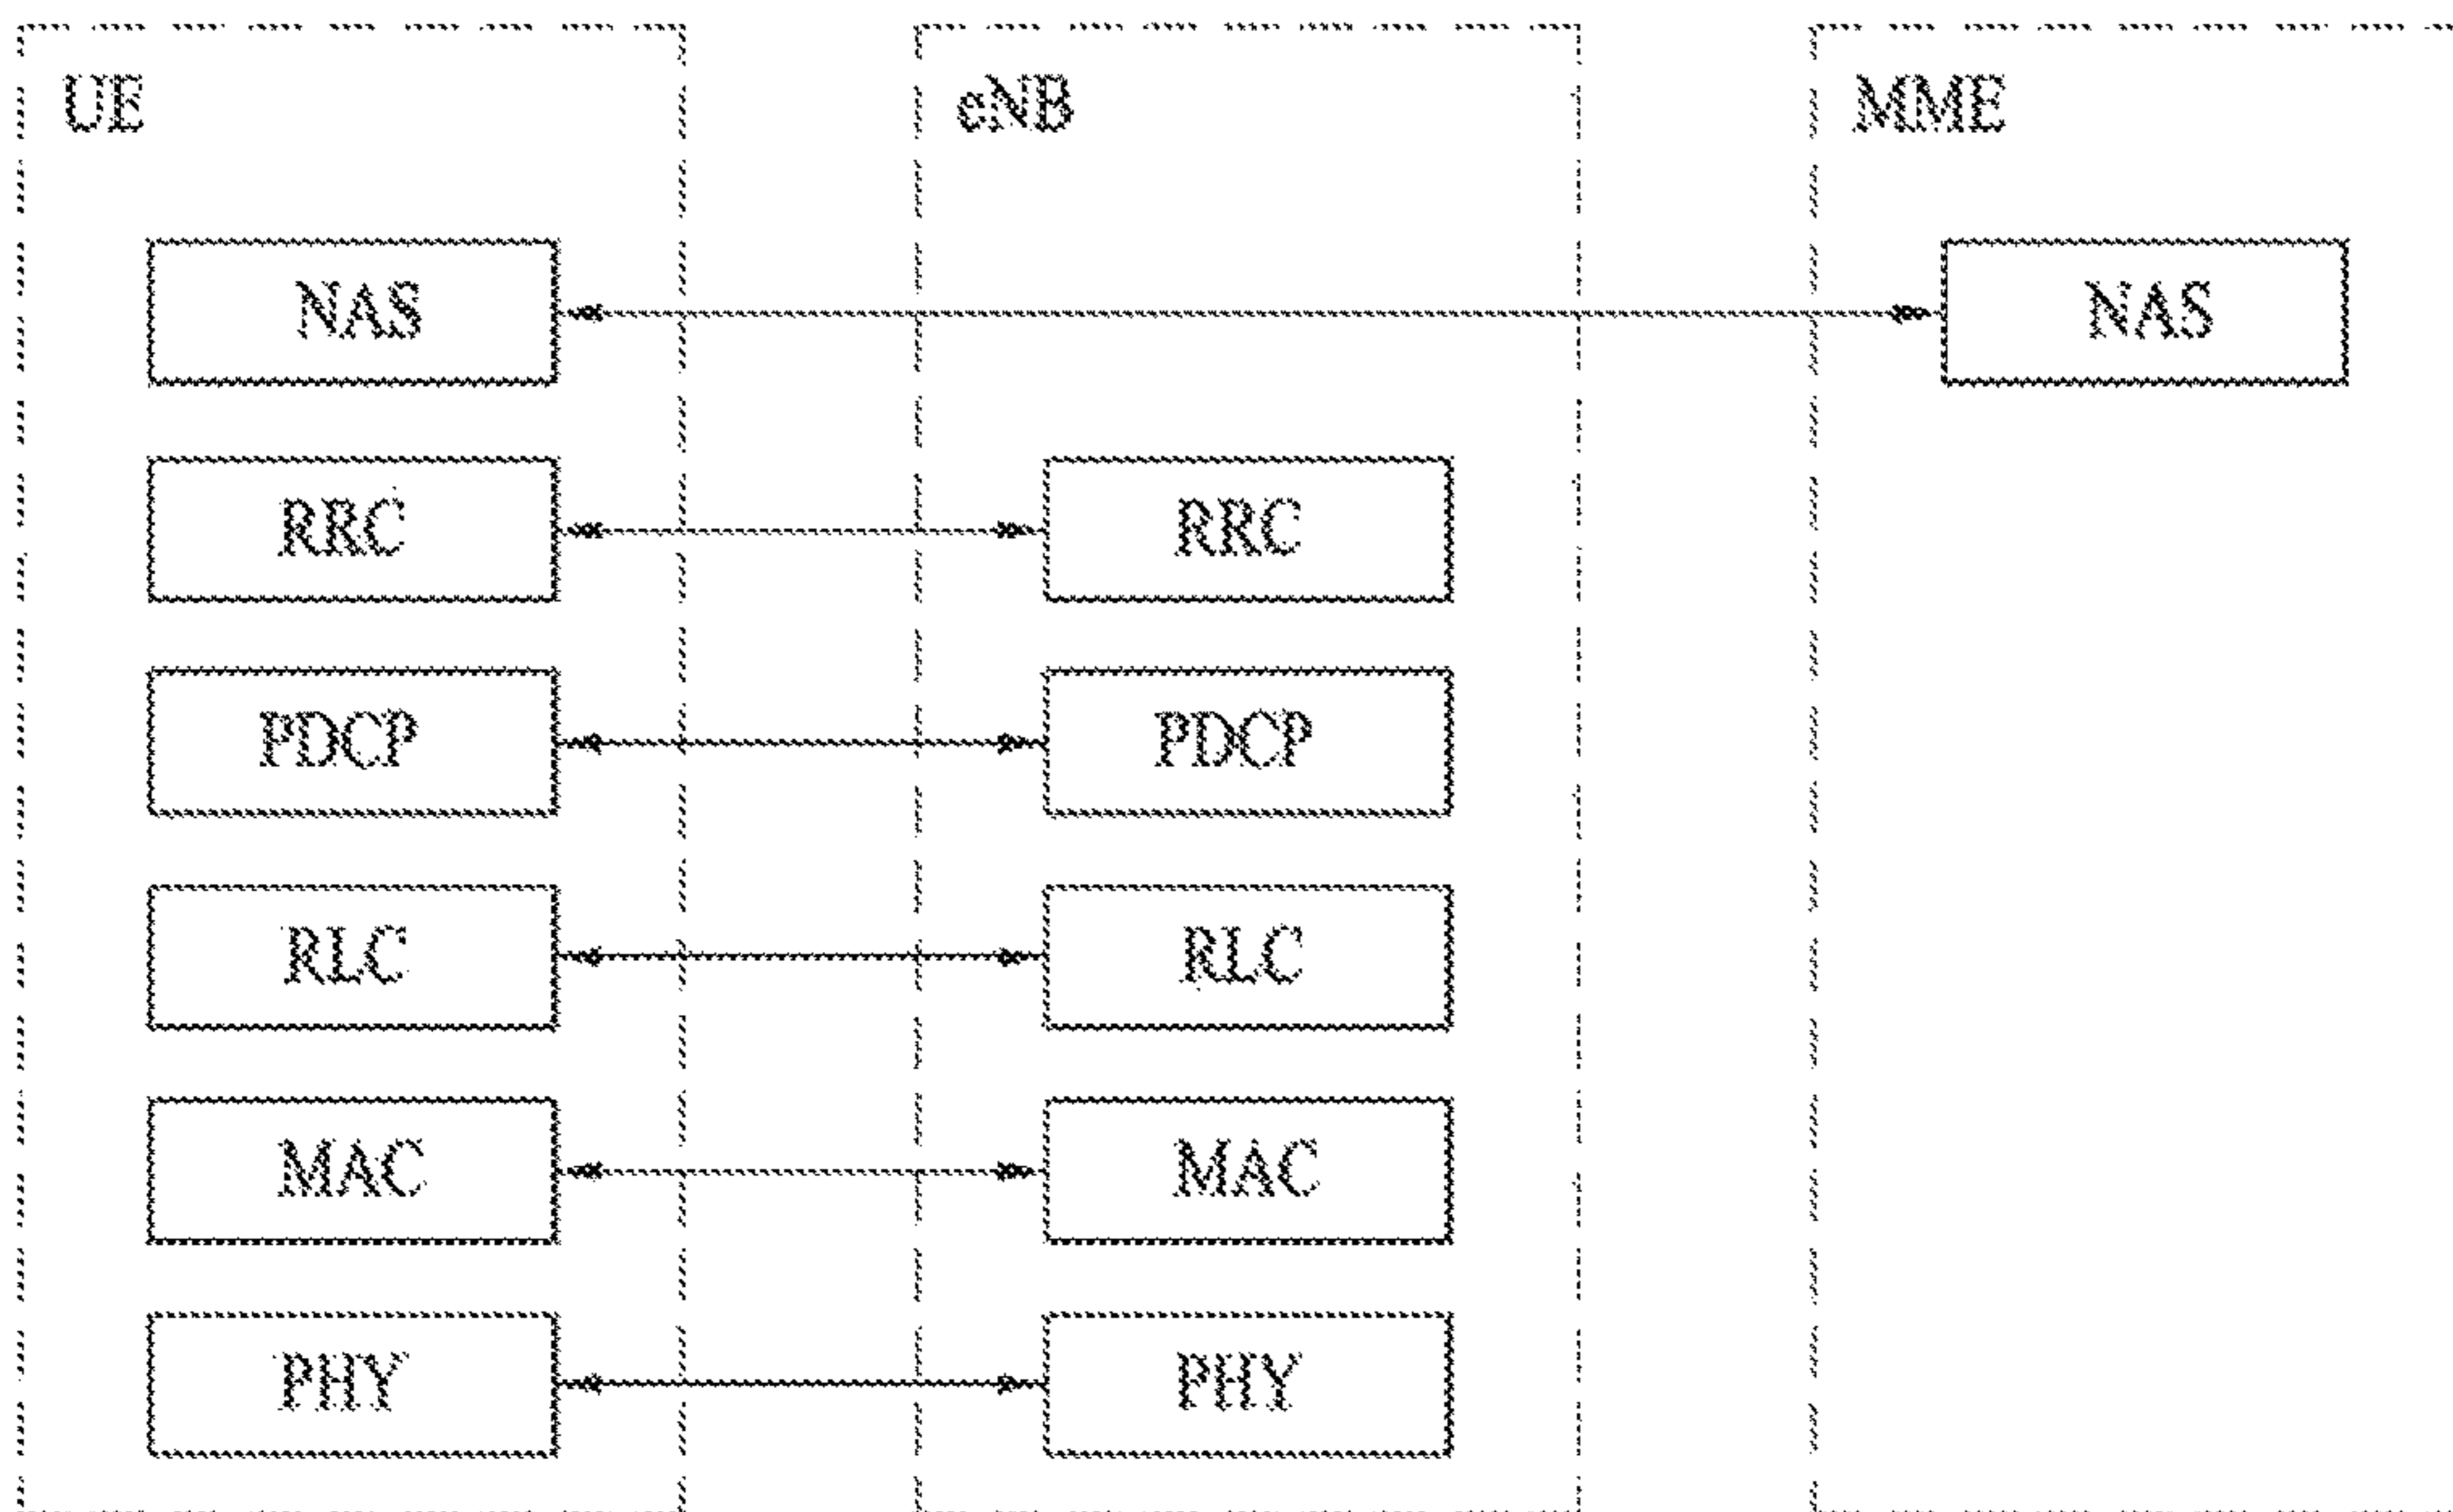 UE eNB MME
NAS NAS
RRC RRC
PDCP PDCP
RLC RLC
MAC MAC
PHY PHY